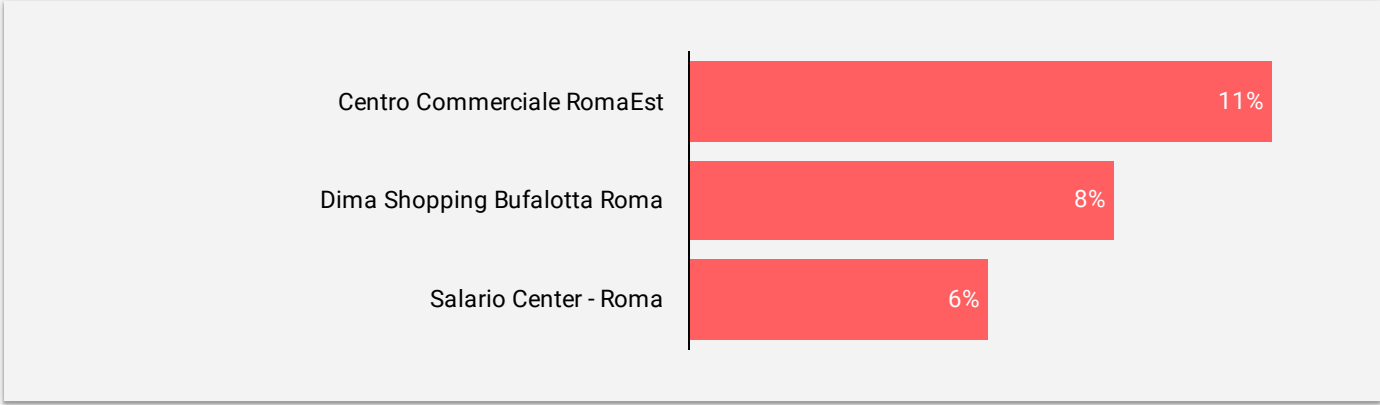 Centro Commerciale RomaEst 11%
Dima Shopping Bufalotta Roma 8%
Salario Center - Roma 6%